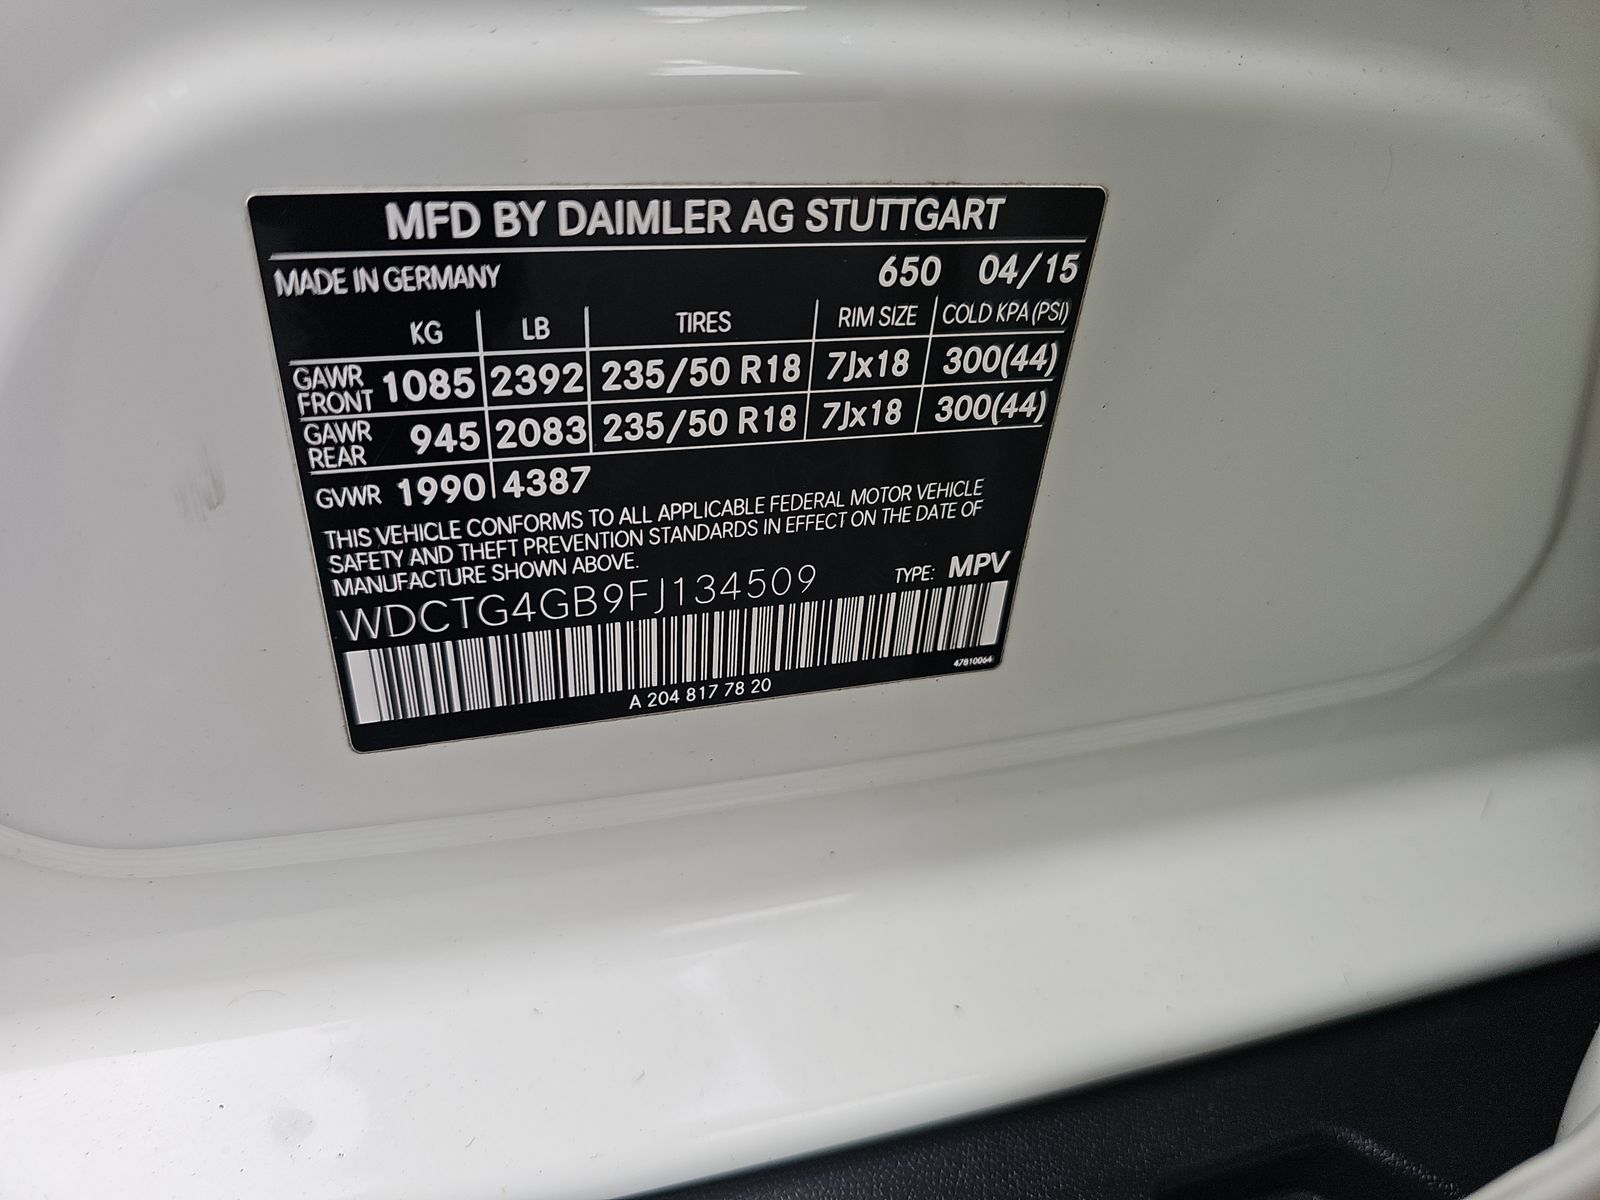 MFD BY DAIMLER AG STUTTGART
MADE IN GERMANY 650 04/15
KG LB TIRES RIM SIZE COLD KPA (PSI)
GAWR FRONT 1085 2392 235/50 R18 7Jx18 300(44)
GAWR REAR 945 2083 235/50 R18 7Jx18 300(44)
GVWR 1990 4387
THIS VEHICLE CONFORMS TO ALL APPLICABLE FEDERAL MOTOR VEHICLE
SAFETY AND THEFT PREVENTION STANDARDS IN EFFECT ON THE DATE OF
MANUFACTURE SHOWN ABOVE.
WDCTG4GB9FJ134509 TYPE: MPV
47810064
A 204 817 78 20